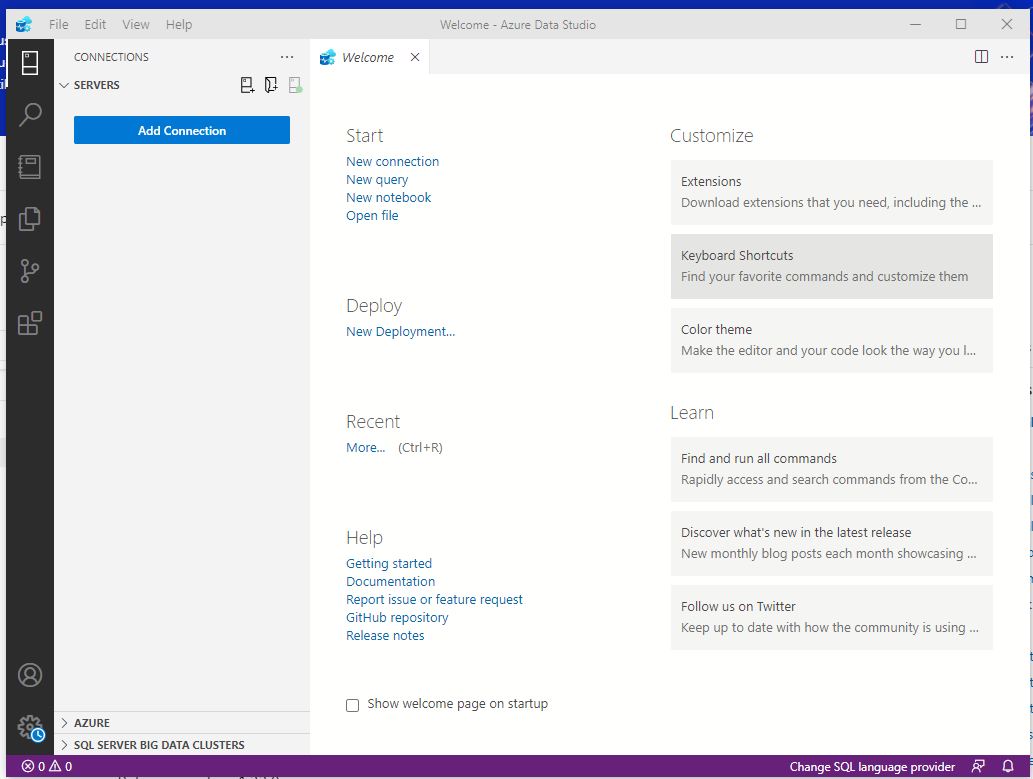 File Edit View Help
Welcome - Azure Data Studio
CONNECTIONS
SERVERS
Add Connection
AZURE
SQL SERVER BIG DATA CLUSTERS
Welcome
Start
New connection
New query
New notebook
Open file
Deploy
New Deployment...
Recent
More... (Ctrl+R)
Help
Getting started
Documentation
Report issue or feature request
GitHub repository
Release notes
Show welcome page on startup
Customize
Extensions
Download extensions that you need, including the ...
Keyboard Shortcuts
Find your favorite commands and customize them
Color theme
Make the editor and your code look the way you l...
Learn
Find and run all commands
Rapidly access and search commands from the Co...
Discover what's new in the latest release
New monthly blog posts each month showcasing ...
Follow us on Twitter
Keep up to date with how the community is using ...
0 0
Change SQL language provider